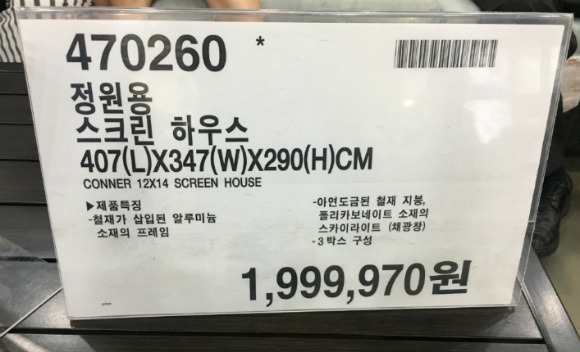 470260 *
정원용
스크린 하우스
407(L)X347(W)X290(H)CM
CONNER 12X14 SCREEN HOUSE
▶제품특징
-철재가 삽입된 알루미늄
소재의 프레임
-아연도금된 철재 지붕,
폴리카보네이트 소재의
스카이라이트 (채광창)
-3박스 구성
1,999,970원